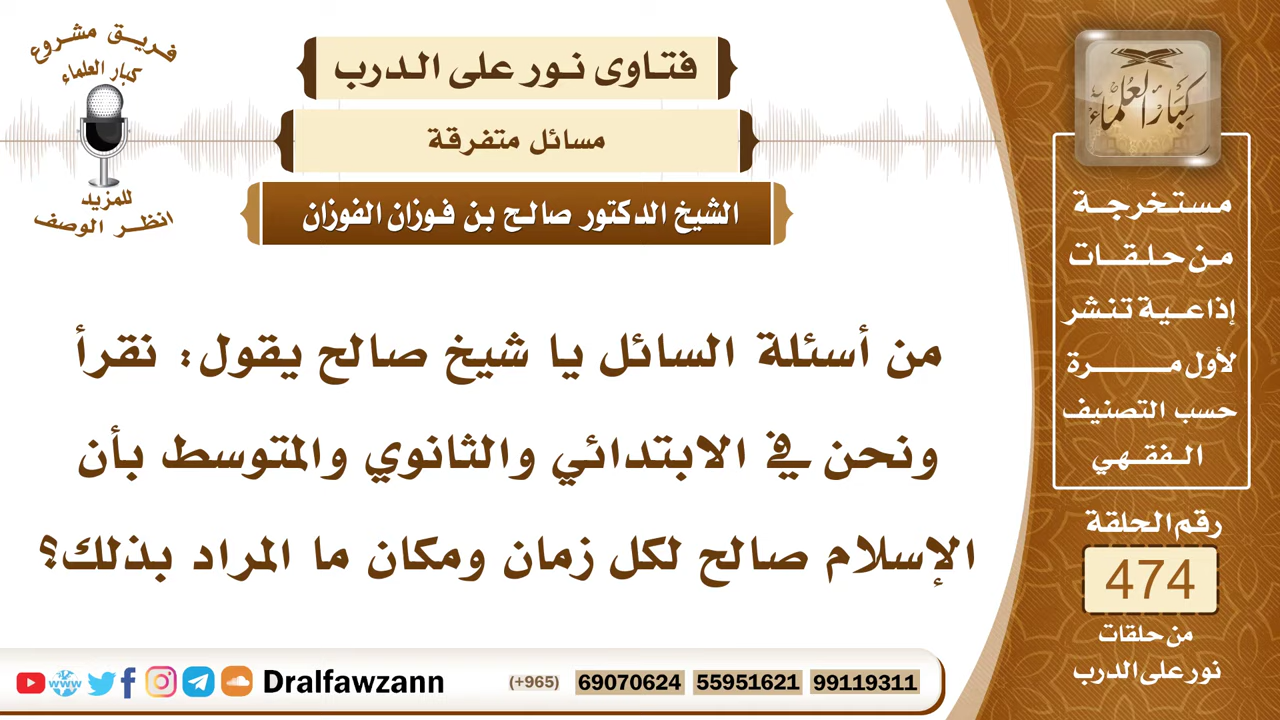 فريق مشروع
كبار العلماء
للمزيد
انظر الوصف
فتاوى نور على الدرب
مسائل متفرقة
الشيخ الدكتور صالح بن فوزان الفوزان
من أسئلة السائل يا شيخ صالح يقول: نقرأ
ونحن في الابتدائي والثانوي والمتوسط بأن
الإسلام صالح لكل زمان ومكان ما المراد بذلك؟
كبار العلماء
مستخرجة
من حلقات
إذاعية تنشر
لأول مرة
حسب التصنيف
الفقهي
رقم الحلقة
474
من حلقات
نور على الدرب
www Dralfawzann (+965) 69070624 55951621 99119311